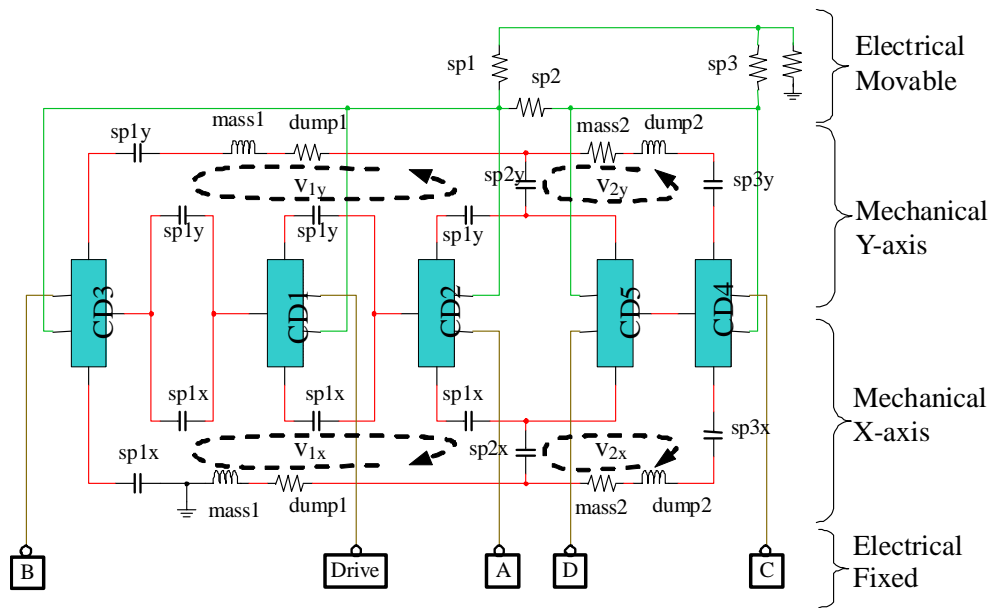 Electrical
Movable
sp1
sp2
sp3
mass1
dump1
mass2
dump2
sp1y
sp2y
sp3y
v1y
v2y
sp1y
sp1y
sp1y
Mechanical
Y-axis
CD3
CD1
CD2
CD5
CD4
sp1x
sp1x
sp1x
Mechanical
X-axis
sp1x
v1x
sp2x
v2x
sp3x
mass1
dump1
mass2
dump2
Electrical
Fixed
B
Drive
A
D
C